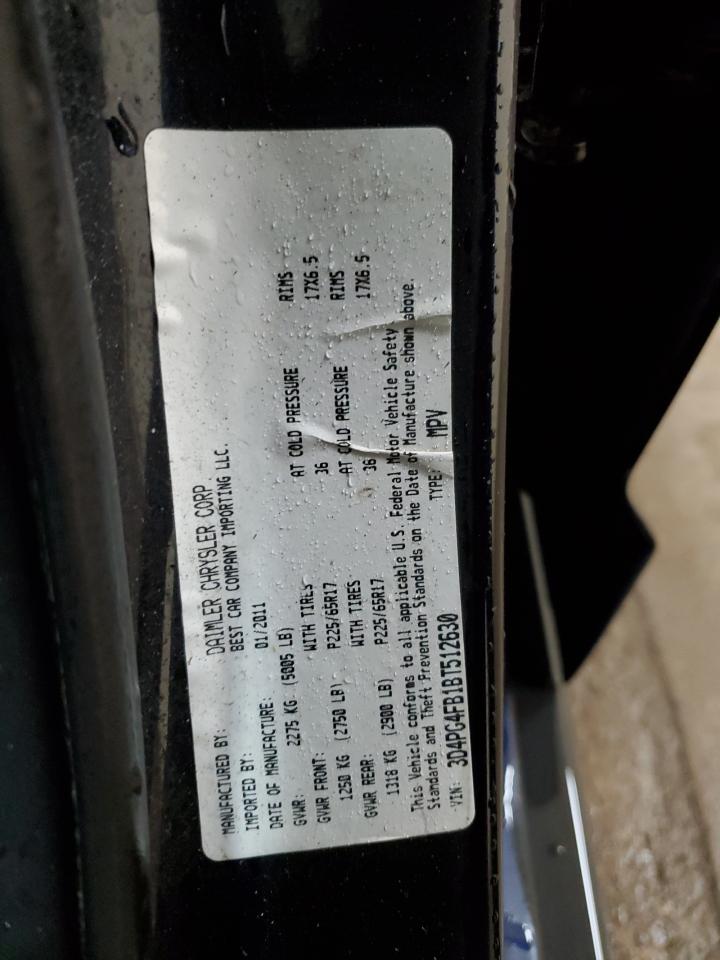 MANUFACTURED BY: DAIMLER CHRYSLER CORP
IMPORTED BY: BEST CAR COMPANY IMPORTING LLC.
DATE OF MANUFACTURE: 01/2011
GVWR: 2275 KG (5005 LB)
GVWR FRONT: WITH TIRES AT COLD PRESSURE RIMS
1250 KG (2750 LB) P225/65R17 36 17X6.5
GVWR REAR: WITH TIRES AT COLD PRESSURE RIMS
1318 KG (2900 LB) P225/65R17 36 17X6.5
This Vehicle conforms to all applicable U.S. Federal Motor Vehicle Safety
Standards and Theft Prevention Standards on the Date of Manufacture shown above.
VIN: 3D4PG4FB1BT512630 TYPE: MPV